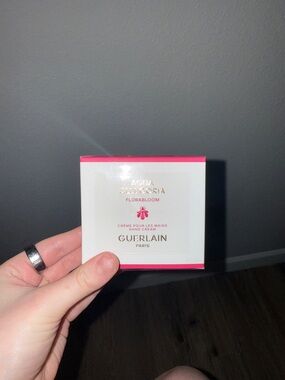 AQUA
ALLEGORIA
FLORABLOOM
CRÈME POUR LES MAINS
HAND CREAM
GUERLAIN
PARIS